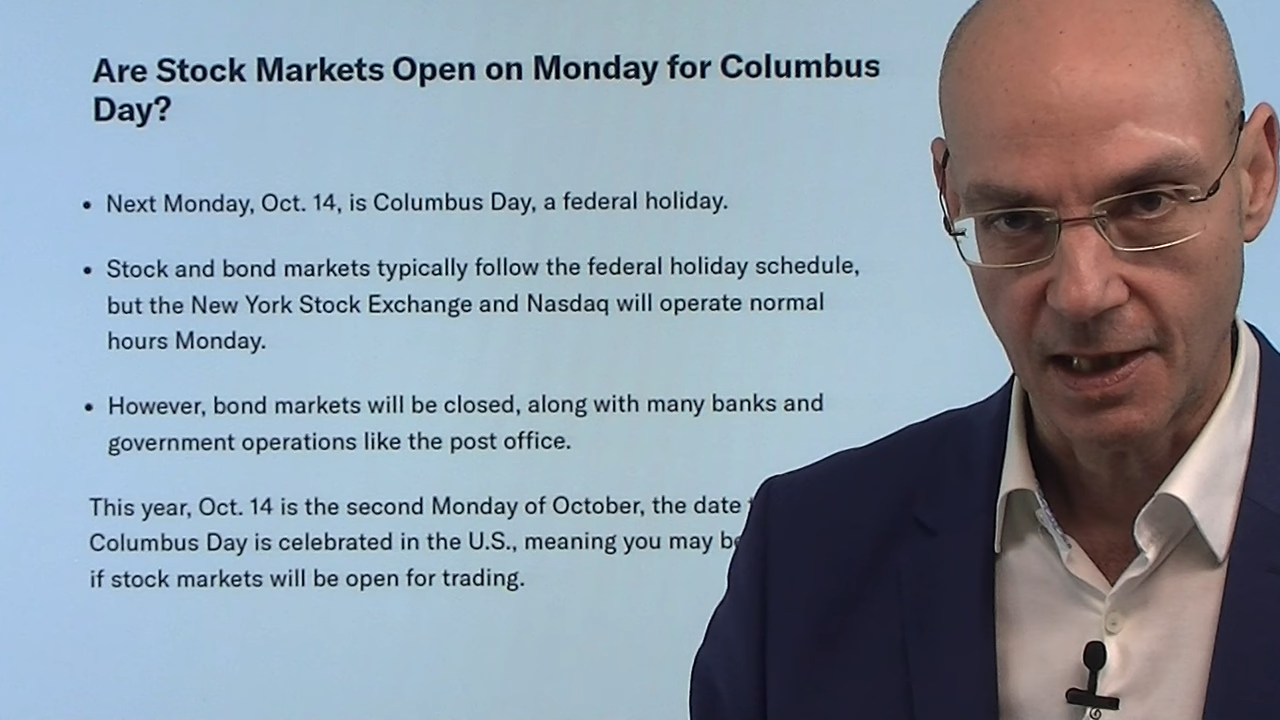 Are Stock Markets Open on Monday for Columbus
Day?
• Next Monday, Oct. 14, is Columbus Day, a federal holiday.
• Stock and bond markets typically follow the federal holiday schedule,
but the New York Stock Exchange and Nasdaq will operate normal
hours Monday.
• However, bond markets will be closed, along with many banks and
government operations like the post office.
This year, Oct. 14 is the second Monday of October, the date
Columbus Day is celebrated in the U.S., meaning you may
if stock markets will be open for trading.